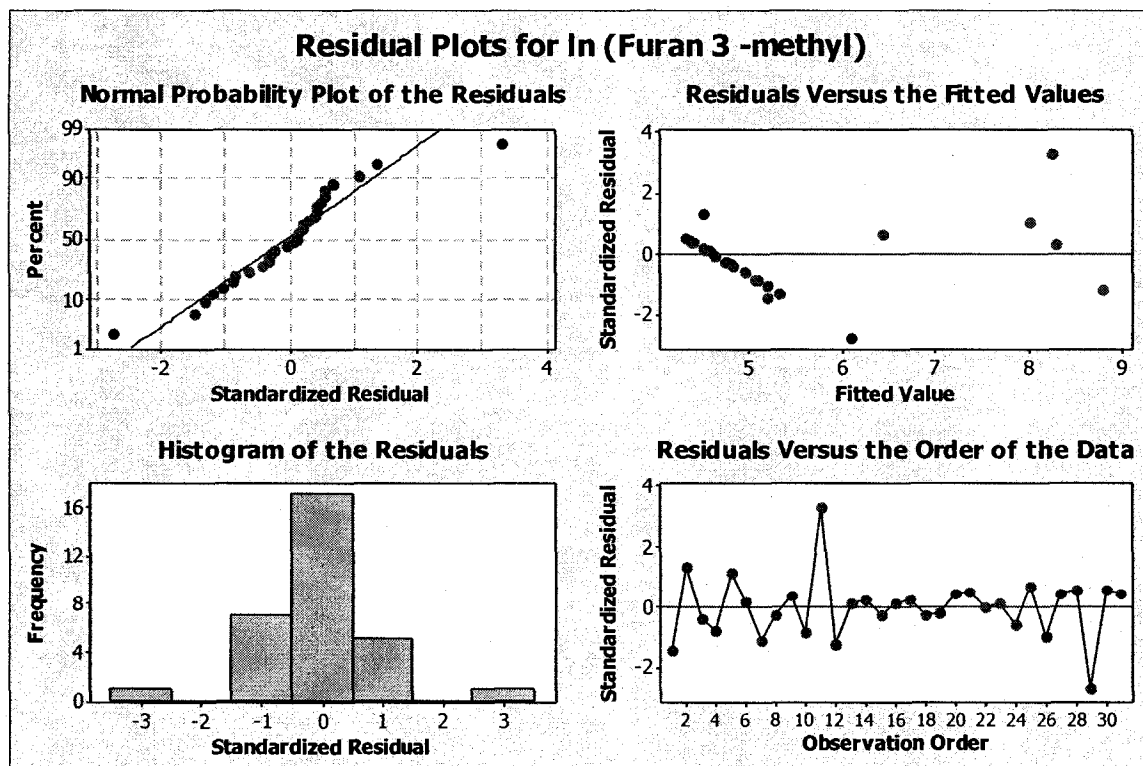 Residual Plots for ln (Furan 3 -methyl)
Normal Probability Plot of the Residuals
99
90
50
10
1
Percent
-2
0
2
4
Standardized Residual
Residuals Versus the Fitted Values
4
2
0
-2
Standardized Residual
5
6
7
8
9
Fitted Value
Histogram of the Residuals
16
12
8
4
0
Frequency
-3
-2
-1
0
1
2
3
Standardized Residual
Residuals Versus the Order of the Data
4
2
0
-2
Standardized Residual
2 4 6 8 10 12 14 16 18 20 22 24 26 28 30
Observation Order